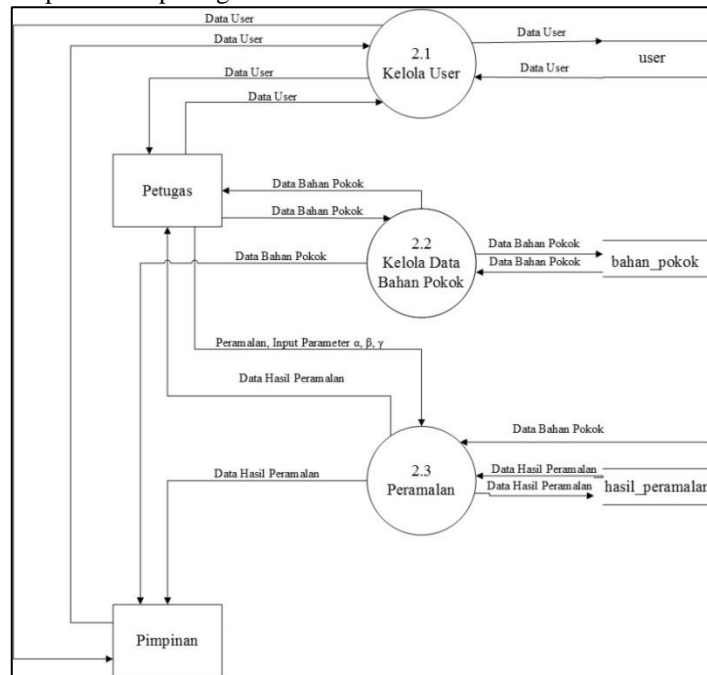 Data User
Data User
Data User
Data User
2.1
Kelola User
Data User
Data User
user
Petugas
Data Bahan Pokok
Data Bahan Pokok
Data Bahan Pokok
2.2
Kelola Data
Bahan Pokok
Data Bahan Pokok
Data Bahan Pokok
bahan_pokok
Peramalan, Input Parameter α, β, γ
Data Hasil Peramalan
Data Hasil Peramalan
2.3
Peramalan
Data Bahan Pokok
Data Hasil Peramalan
Data Hasil Peramalan
hasil_peramalan
Pimpinan